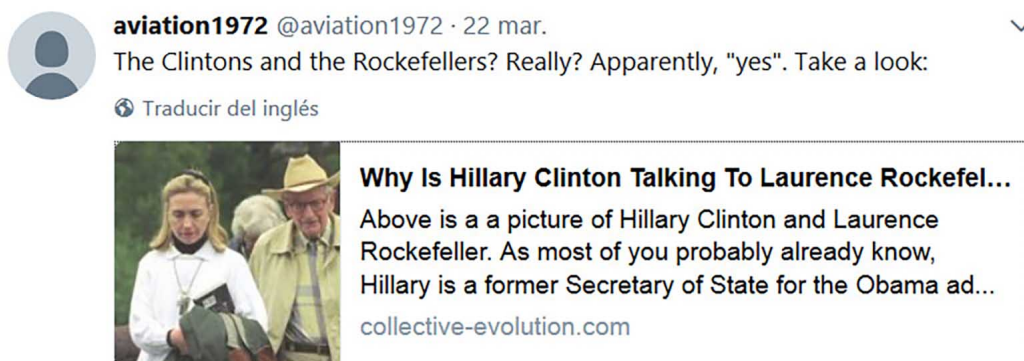 aviation1972 @aviation1972 · 22 mar.
The Clintons and the Rockefellers? Really? Apparently, "yes". Take a look:
Traducir del inglés
Why Is Hillary Clinton Talking To Laurence Rockefel...
Above is a a picture of Hillary Clinton and Laurence
Rockefeller. As most of you probably already know,
Hillary is a former Secretary of State for the Obama ad...
collective-evolution.com